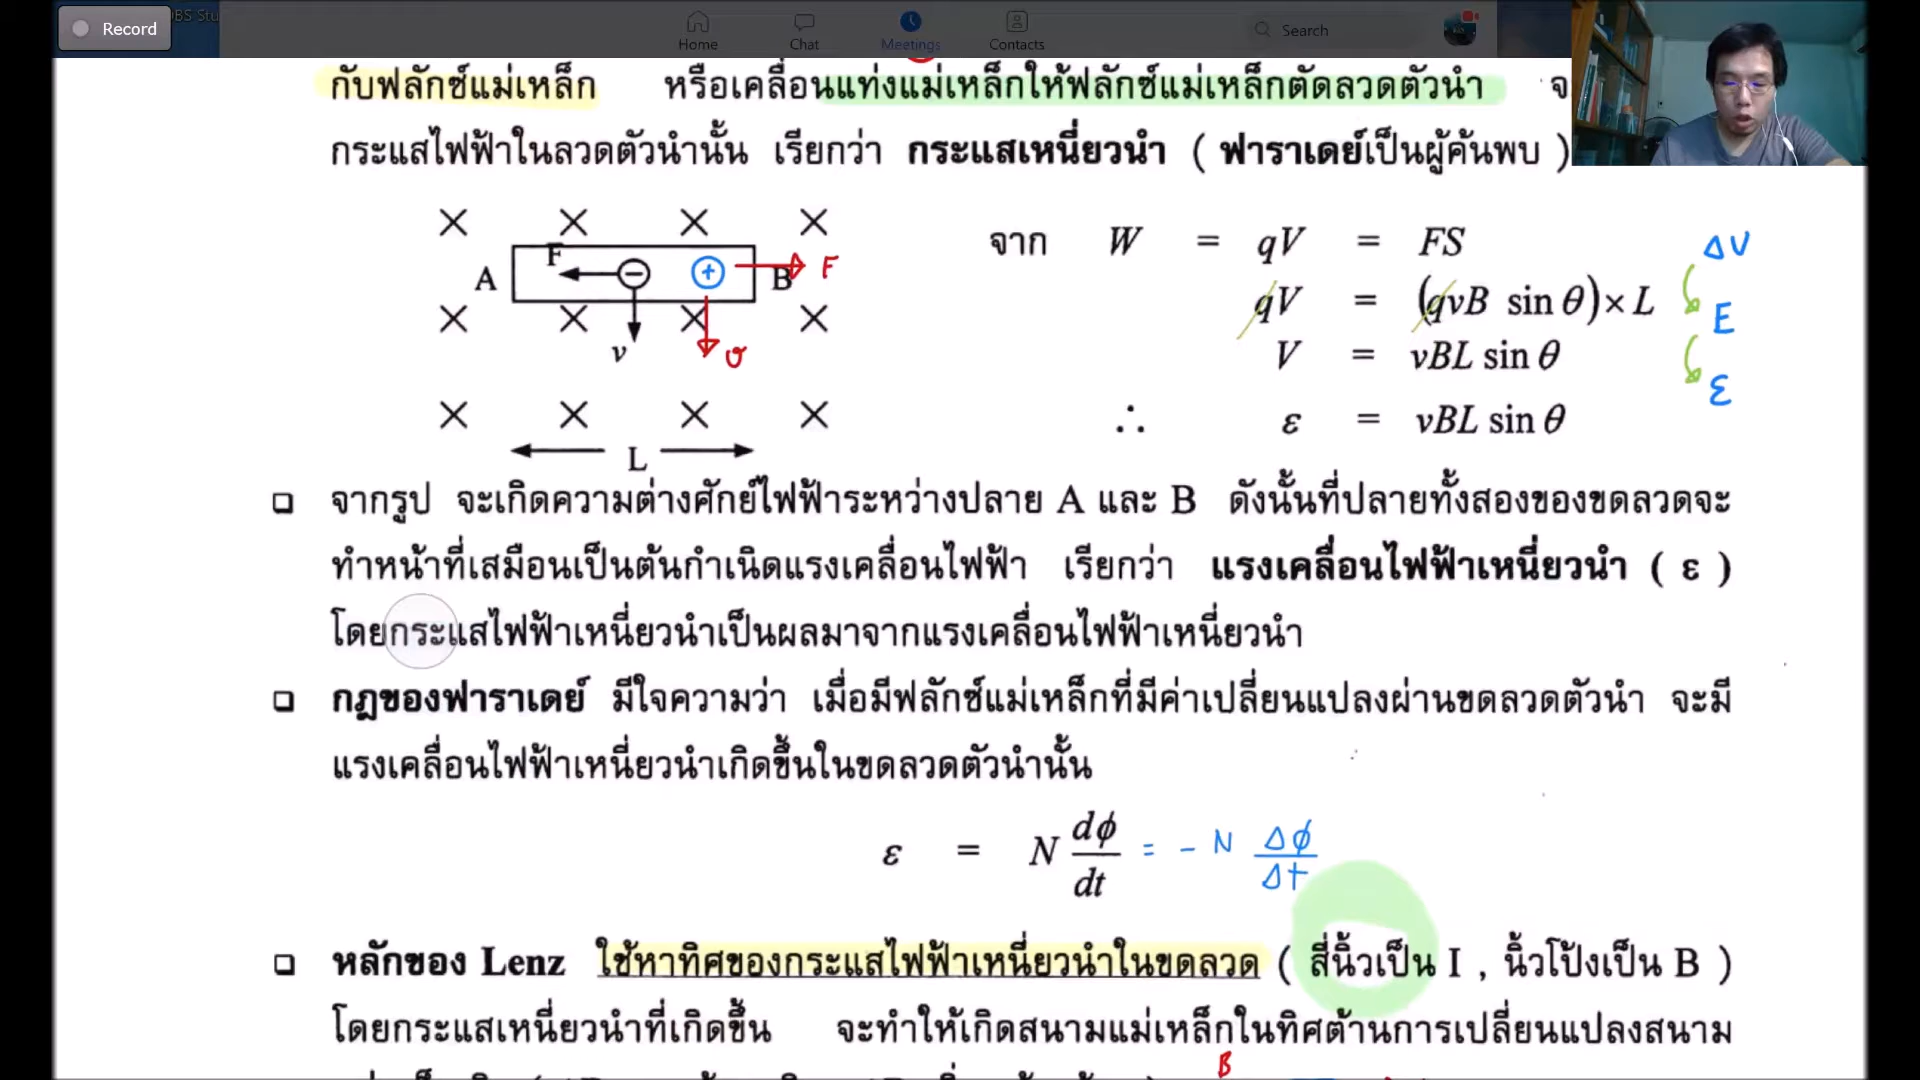 Record
BS Stu
Home
Chat
Meetings
Contacts
Search
กับฟลักซ์แม่เหล็ก หรือเคลื่อนแท่งแม่เหล็กให้ฟลักซ์แม่เหล็กตัดลวดตัวนำ จ
กระแสไฟฟ้าในลวดตัวนำนั้น เรียกว่า กระแสเหนี่ยวนำ ( ฟาราเดย์เป็นผู้ค้นพบ )
A F − + B F
v v
L
จาก W = qV = FS
qV = (qvB sin θ) × L
V = vBL sin θ
∴ ε = vBL sin θ
ΔV
E
ε
❑ จากรูป จะเกิดความต่างศักย์ไฟฟ้าระหว่างปลาย A และ B ดังนั้นที่ปลายทั้งสองของขดลวดจะ
ทำหน้าที่เสมือนเป็นต้นกำเนิดแรงเคลื่อนไฟฟ้า เรียกว่า แรงเคลื่อนไฟฟ้าเหนี่ยวนำ ( ε )
โดยกระแสไฟฟ้าเหนี่ยวนำเป็นผลมาจากแรงเคลื่อนไฟฟ้าเหนี่ยวนำ
❑ กฎของฟาราเดย์ มีใจความว่า เมื่อมีฟลักซ์แม่เหล็กที่มีค่าเปลี่ยนแปลงผ่านขดลวดตัวนำ จะมี
แรงเคลื่อนไฟฟ้าเหนี่ยวนำเกิดขึ้นในขดลวดตัวนำนั้น
ε = N dφ/dt = - N Δφ/Δt
❑ หลักของ Lenz ใช้หาทิศของกระแสไฟฟ้าเหนี่ยวนำในขดลวด ( สี่นิ้วเป็น I , นิ้วโป้งเป็น B )
โดยกระแสเหนี่ยวนำที่เกิดขึ้น จะทำให้เกิดสนามแม่เหล็กในทิศต้านการเปลี่ยนแปลงสนาม
B